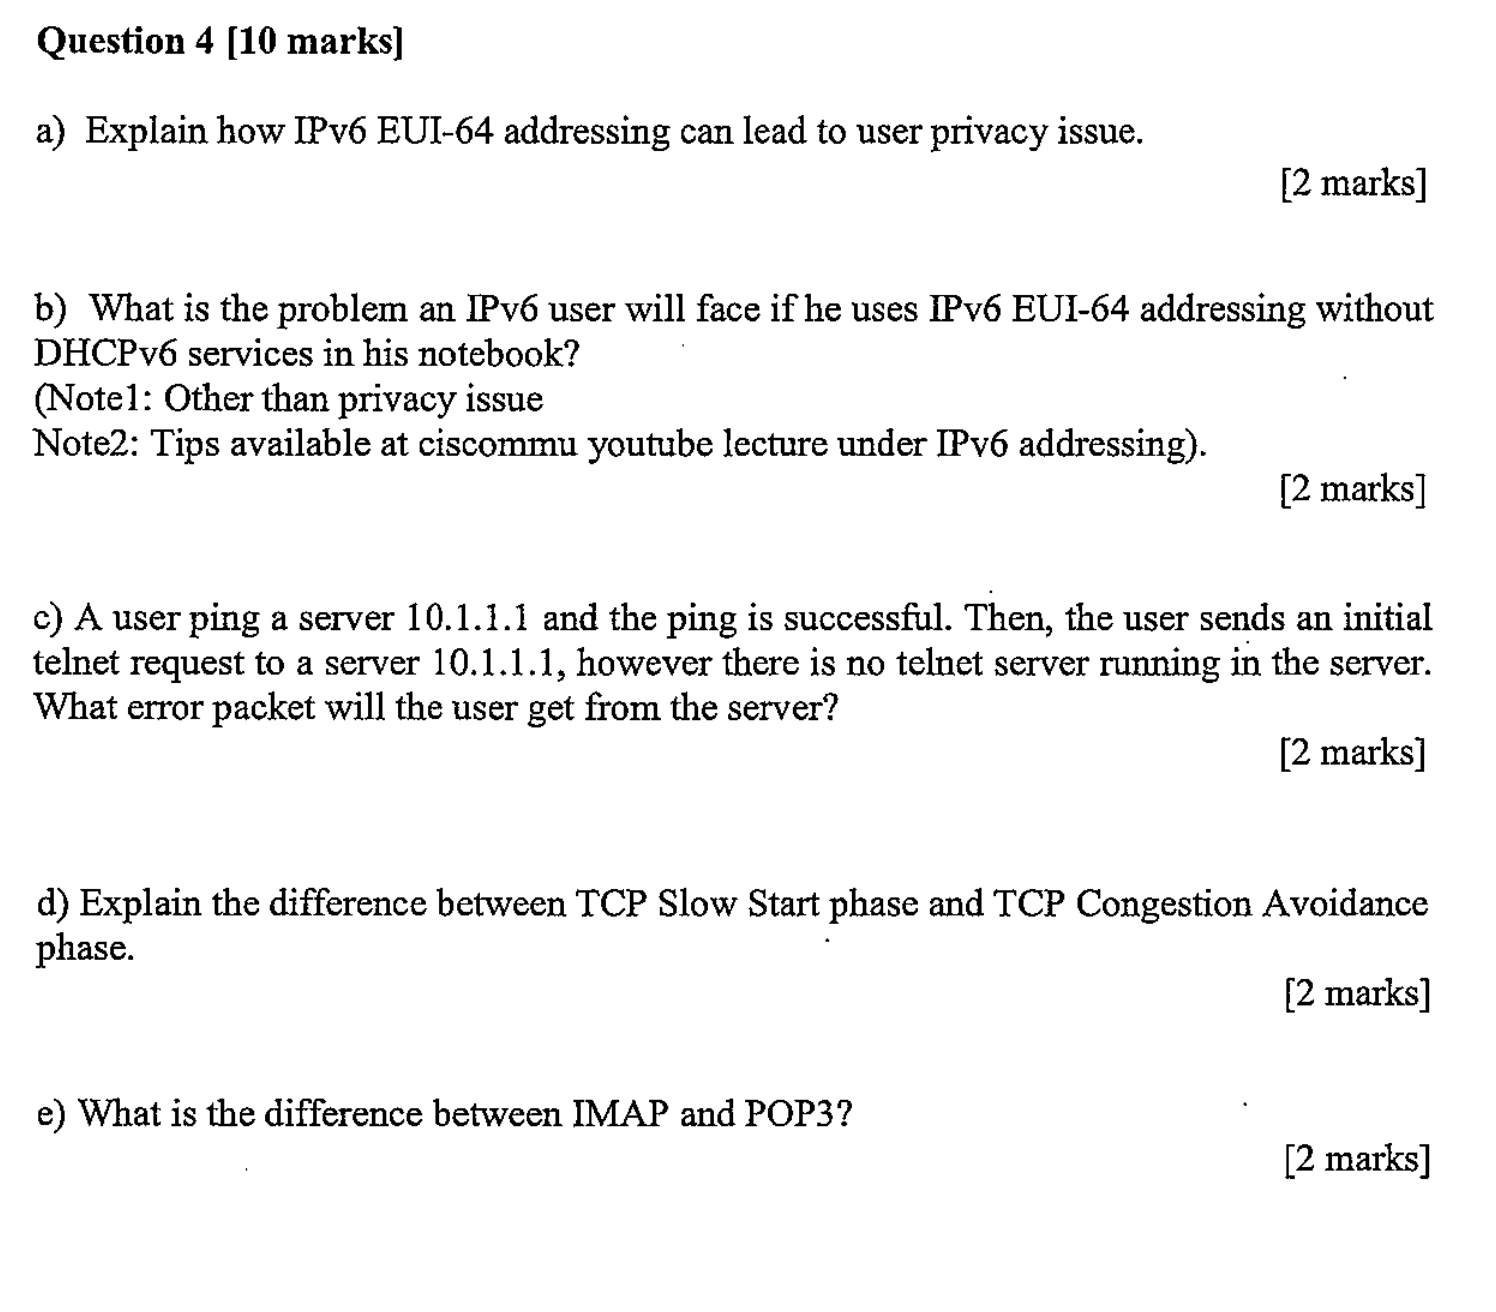 Question 4 [10 marks]
a) Explain how IPv6 EUI-64 addressing can lead to user privacy issue.
[2 marks]
b) What is the problem an IPv6 user will face if he uses IPv6 EUI-64 addressing without
DHCPv6 services in his notebook?
(Note1: Other than privacy issue
Note2: Tips available at ciscommu youtube lecture under IPv6 addressing).
[2 marks]
c) A user ping a server 10.1.1.1 and the ping is successful. Then, the user sends an initial
telnet request to a server 10.1.1.1, however there is no telnet server running in the server.
What error packet will the user get from the server?
[2 marks]
d) Explain the difference between TCP Slow Start phase and TCP Congestion Avoidance
phase.
[2 marks]
e) What is the difference between IMAP and POP3?
[2 marks]